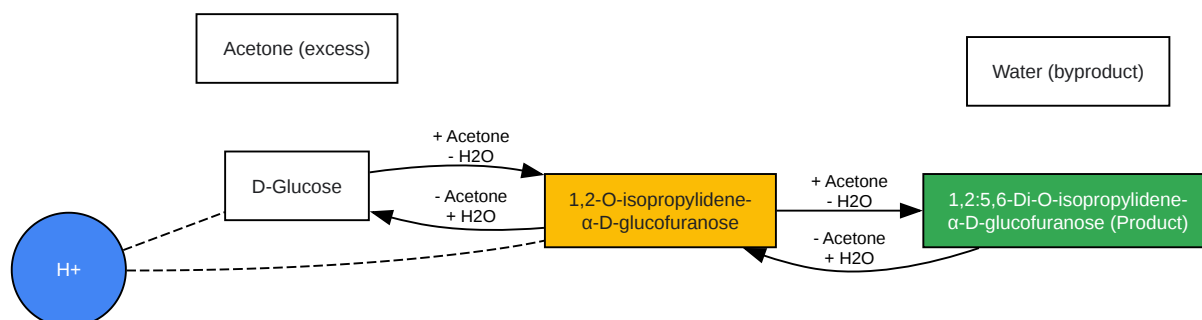 Acetone (excess)
Water (byproduct)
+ Acetone
- H2O
D-Glucose
- Acetone
+ H2O
1,2-O-isopropylidene-
α-D-glucofuranose
+ Acetone
- H2O
- Acetone
+ H2O
1,2:5,6-Di-O-isopropylidene-
α-D-glucofuranose (Product)
H+